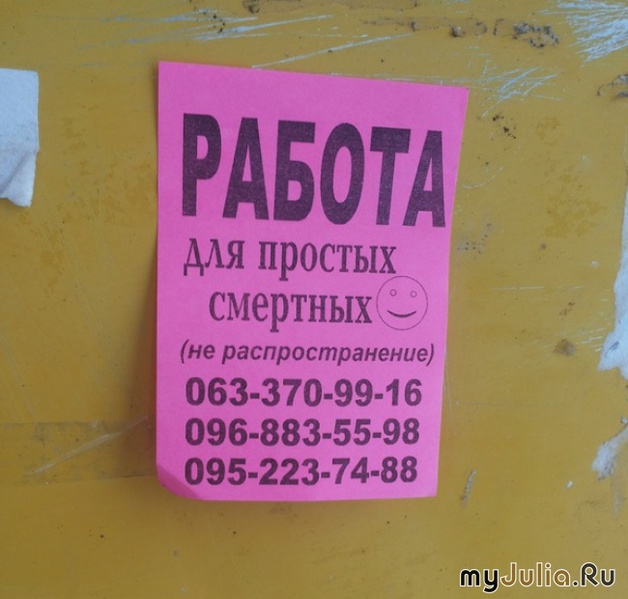 РАБОТА
для простых
смертных
(не распространение)
063-370-99-16
096-883-55-98
095-223-74-88
myJulia.Ru